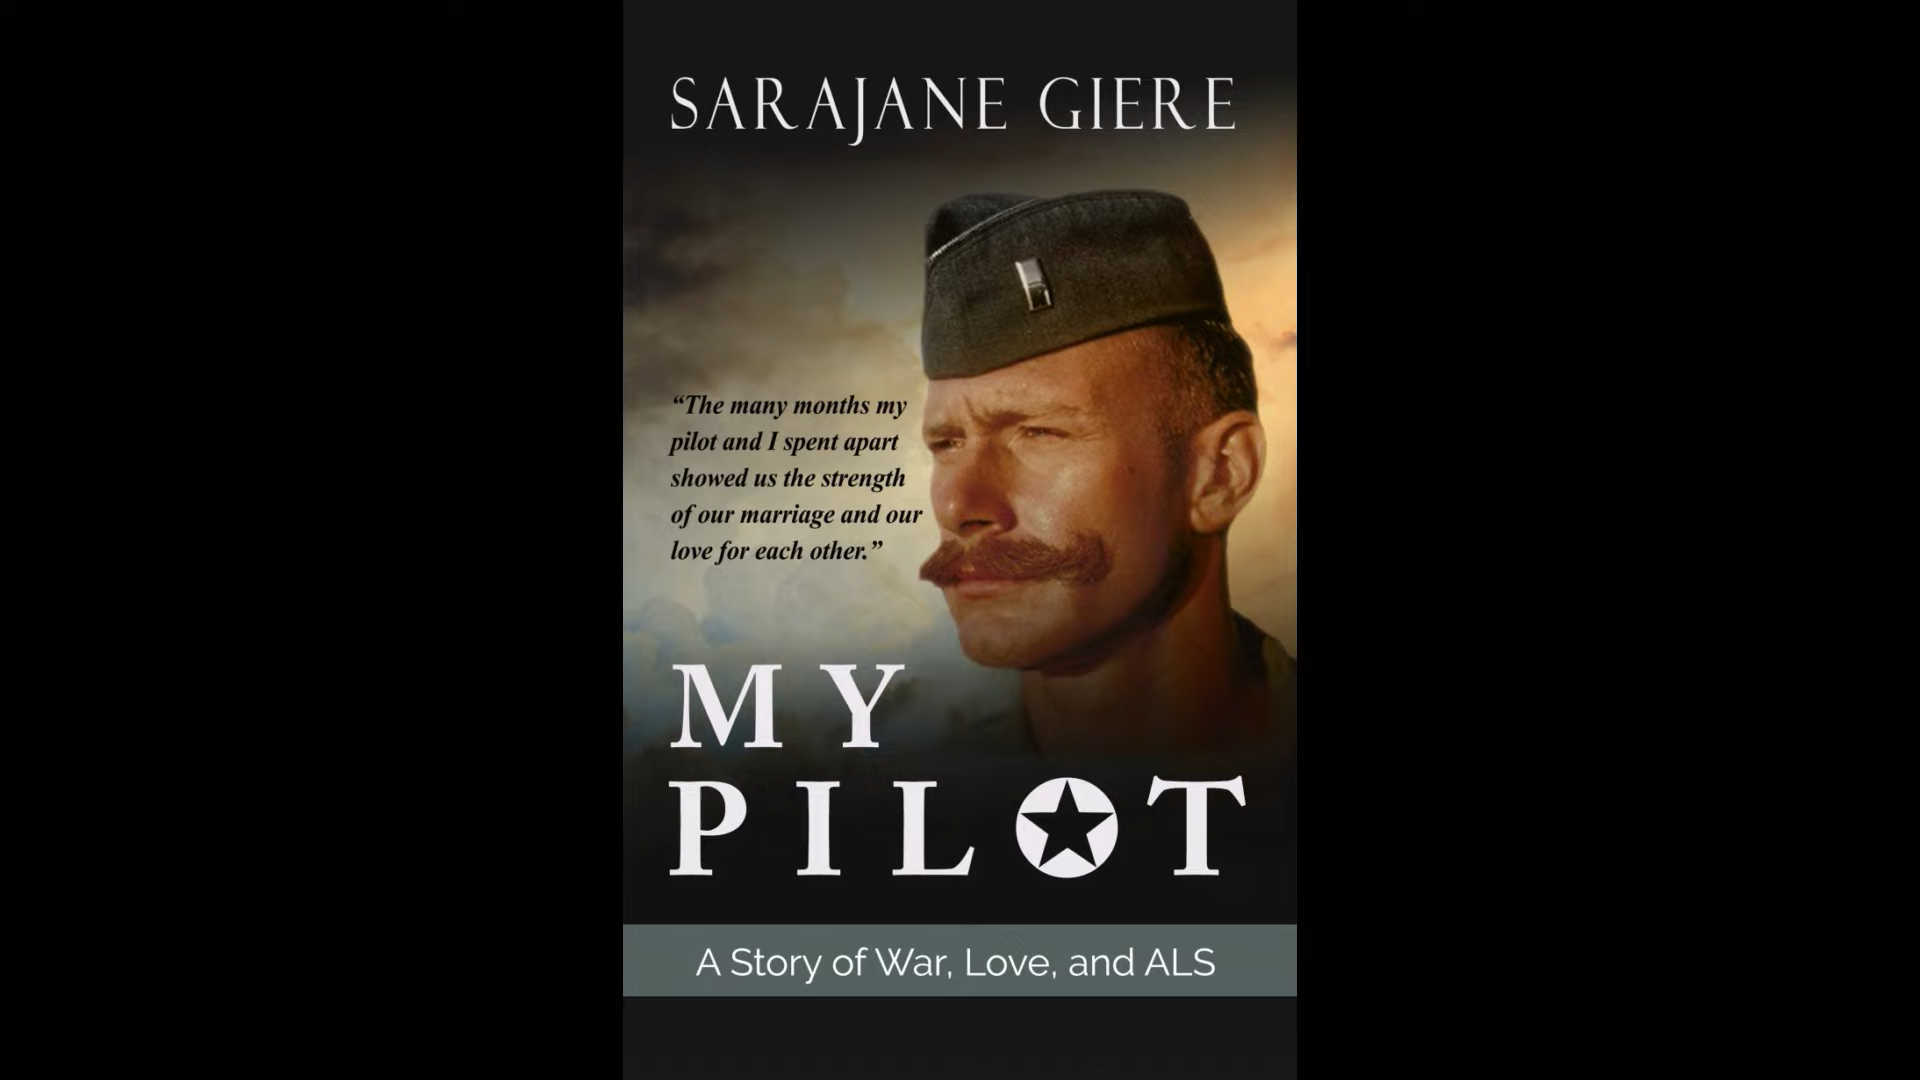 SARAJANE GIERE
“The many months my
pilot and I spent apart
showed us the strength
of our marriage and our
love for each other.”
MY
PILOT
A Story of War, Love, and ALS